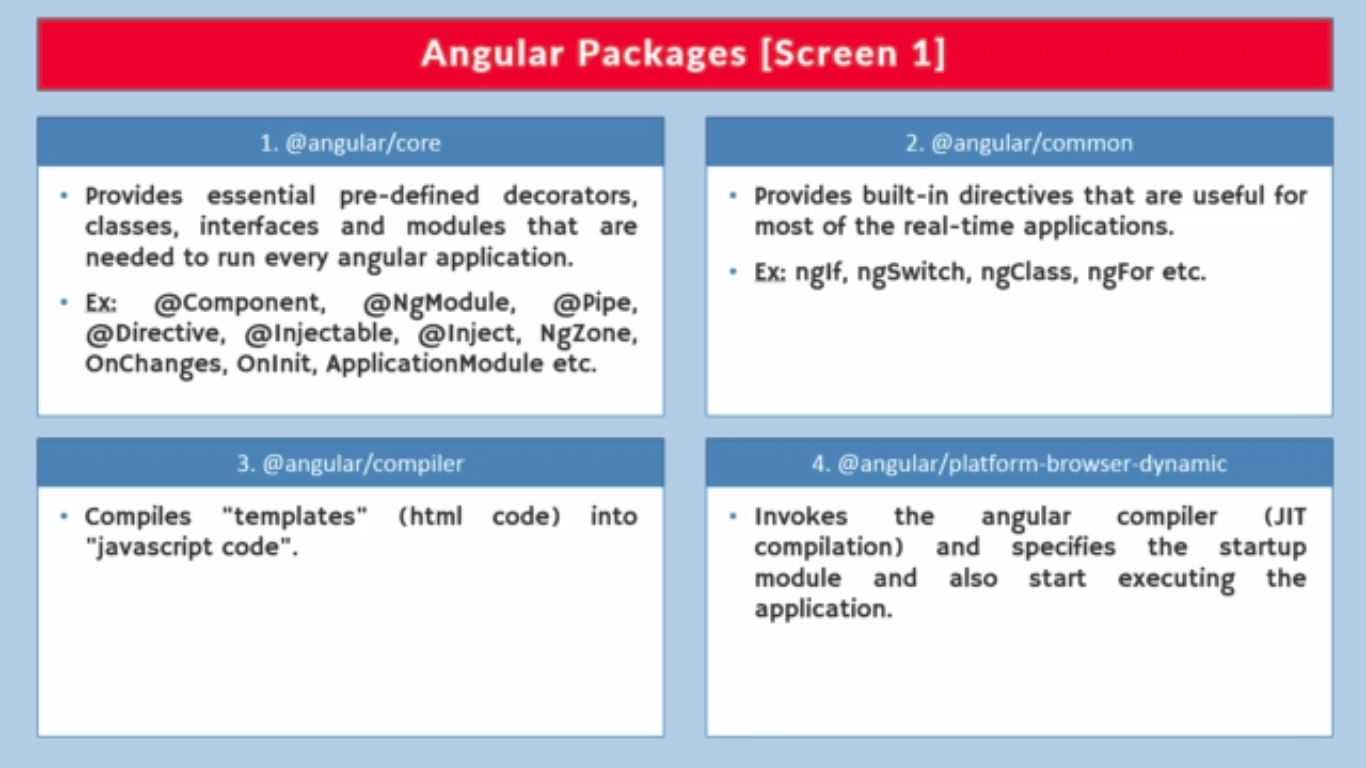 Angular Packages [Screen 1]
1. @angular/core
• Provides essential pre-defined decorators,
classes, interfaces and modules that are
needed to run every angular application.
• Ex: @Component, @NgModule, @Pipe,
@Directive, @Injectable, @Inject, NgZone,
OnChanges, OnInit, ApplicationModule etc.
2. @angular/common
• Provides built-in directives that are useful for
most of the real-time applications.
• Ex: ngIf, ngSwitch, ngClass, ngFor etc.
3. @angular/compiler
• Compiles "templates" (html code) into
"javascript code".
4. @angular/platform-browser-dynamic
• Invokes the angular compiler (JIT
compilation) and specifies the startup
module and also start executing the
application.